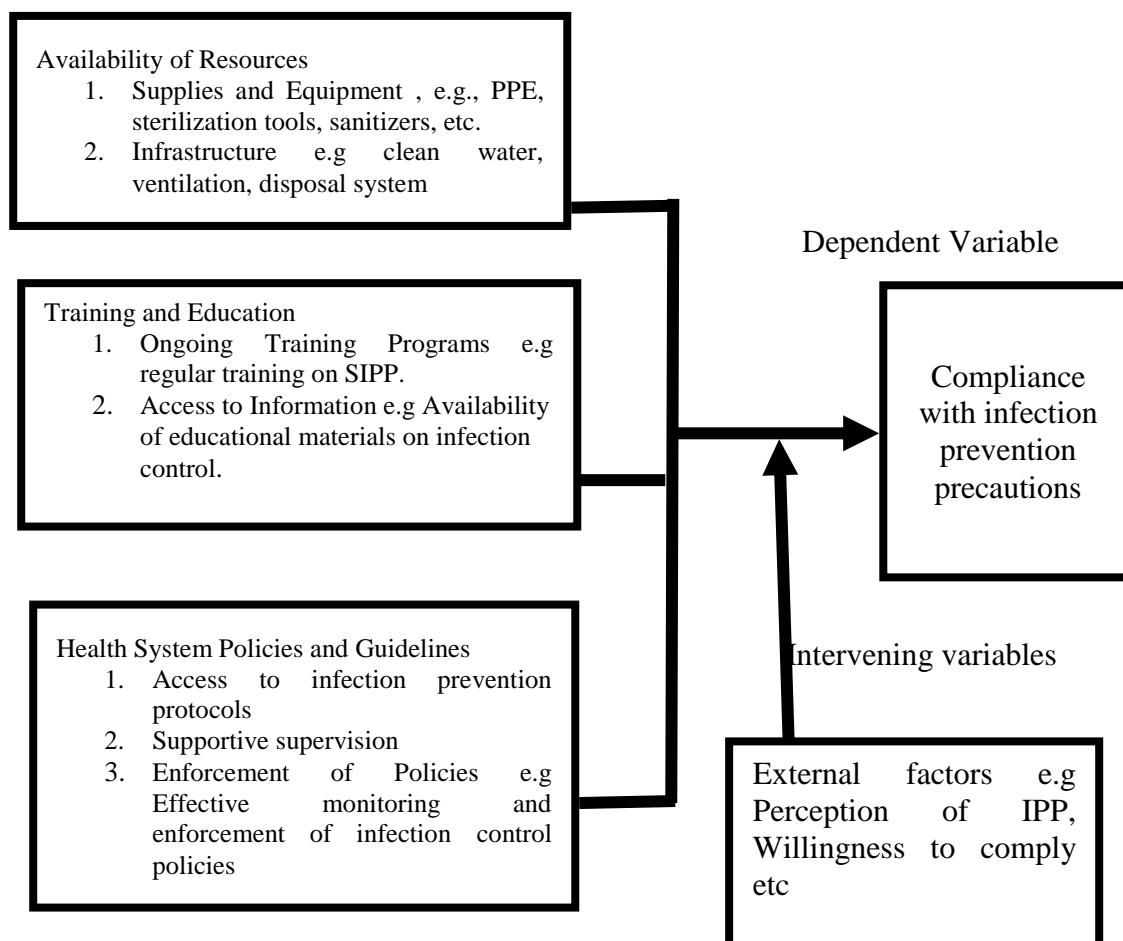 Availability of Resources
1. Supplies and Equipment , e.g., PPE,
sterilization tools, sanitizers, etc.
2. Infrastructure e.g clean water,
ventilation, disposal system
Training and Education
1. Ongoing Training Programs e.g
regular training on SIPP.
2. Access to Information e.g Availability
of educational materials on infection
control.
Health System Policies and Guidelines
1. Access to infection prevention
protocols
2. Supportive supervision
3. Enforcement of Policies e.g
Effective monitoring and
enforcement of infection control
policies
Dependent Variable
Compliance
with infection
prevention
precautions
Intervening variables
External factors e.g
Perception of IPP,
Willingness to comply
etc